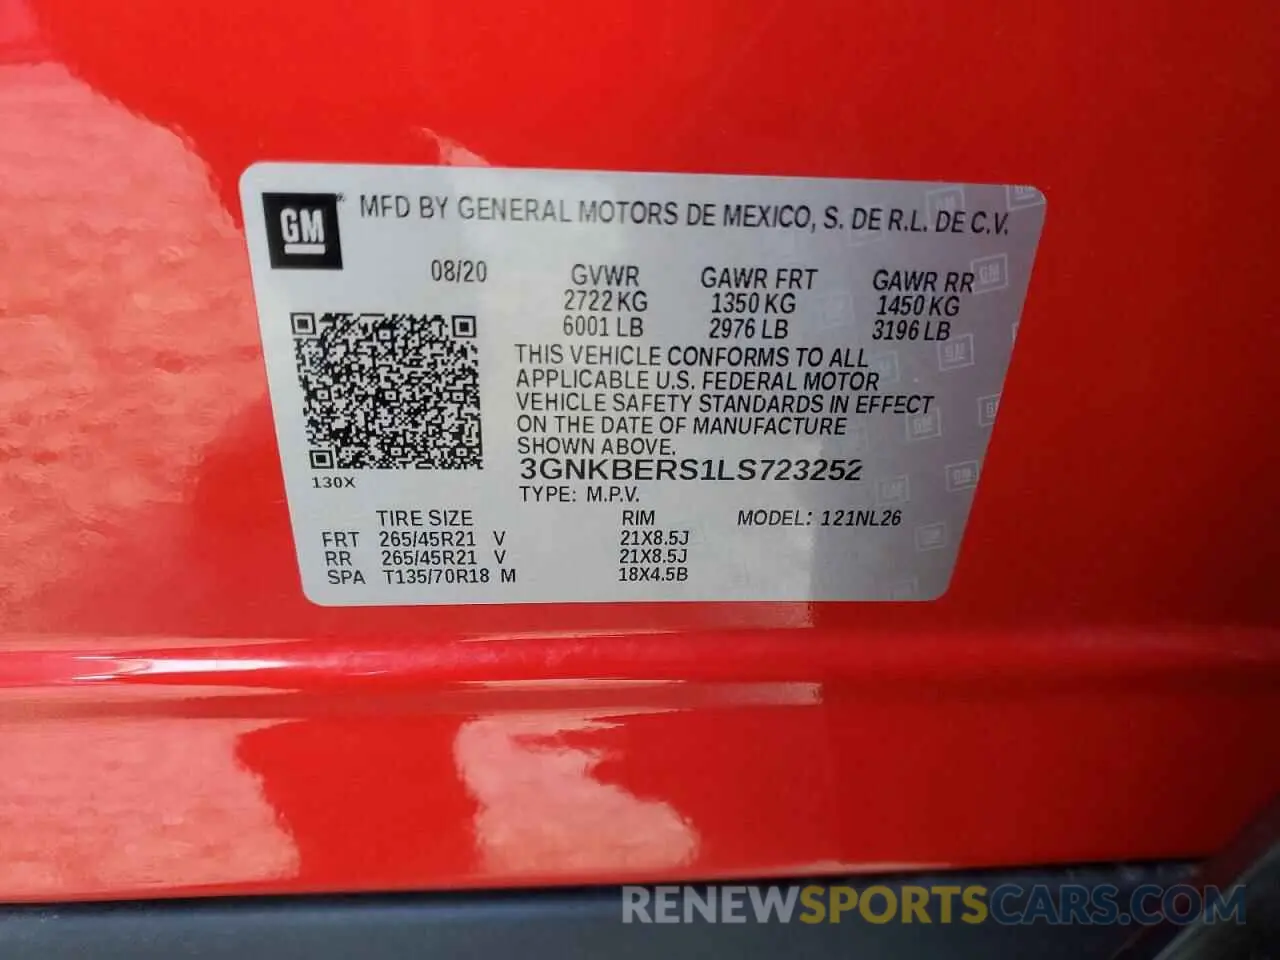 GM MFD BY GENERAL MOTORS DE MEXICO, S. DE R.L. DE C.V.
08/20 GVWR GAWR FRT GAWR RR
2722 KG 1350 KG 1450 KG
6001 LB 2976 LB 3196 LB
THIS VEHICLE CONFORMS TO ALL
APPLICABLE U.S. FEDERAL MOTOR
VEHICLE SAFETY STANDARDS IN EFFECT
ON THE DATE OF MANUFACTURE
SHOWN ABOVE.
3GNKBERS1LS723252
130X
TYPE: M.P.V.
TIRE SIZE RIM MODEL: 121NL26
FRT 265/45R21 V 21X8.5J
RR 265/45R21 V 21X8.5J
SPA T135/70R18 M 18X4.5B
RENEWSPORTSCARS.COM